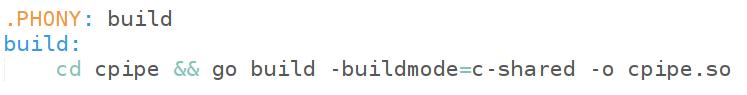 .PHONY: build
build:
    cd cpipe && go build -buildmode=c-shared -o cpipe.so